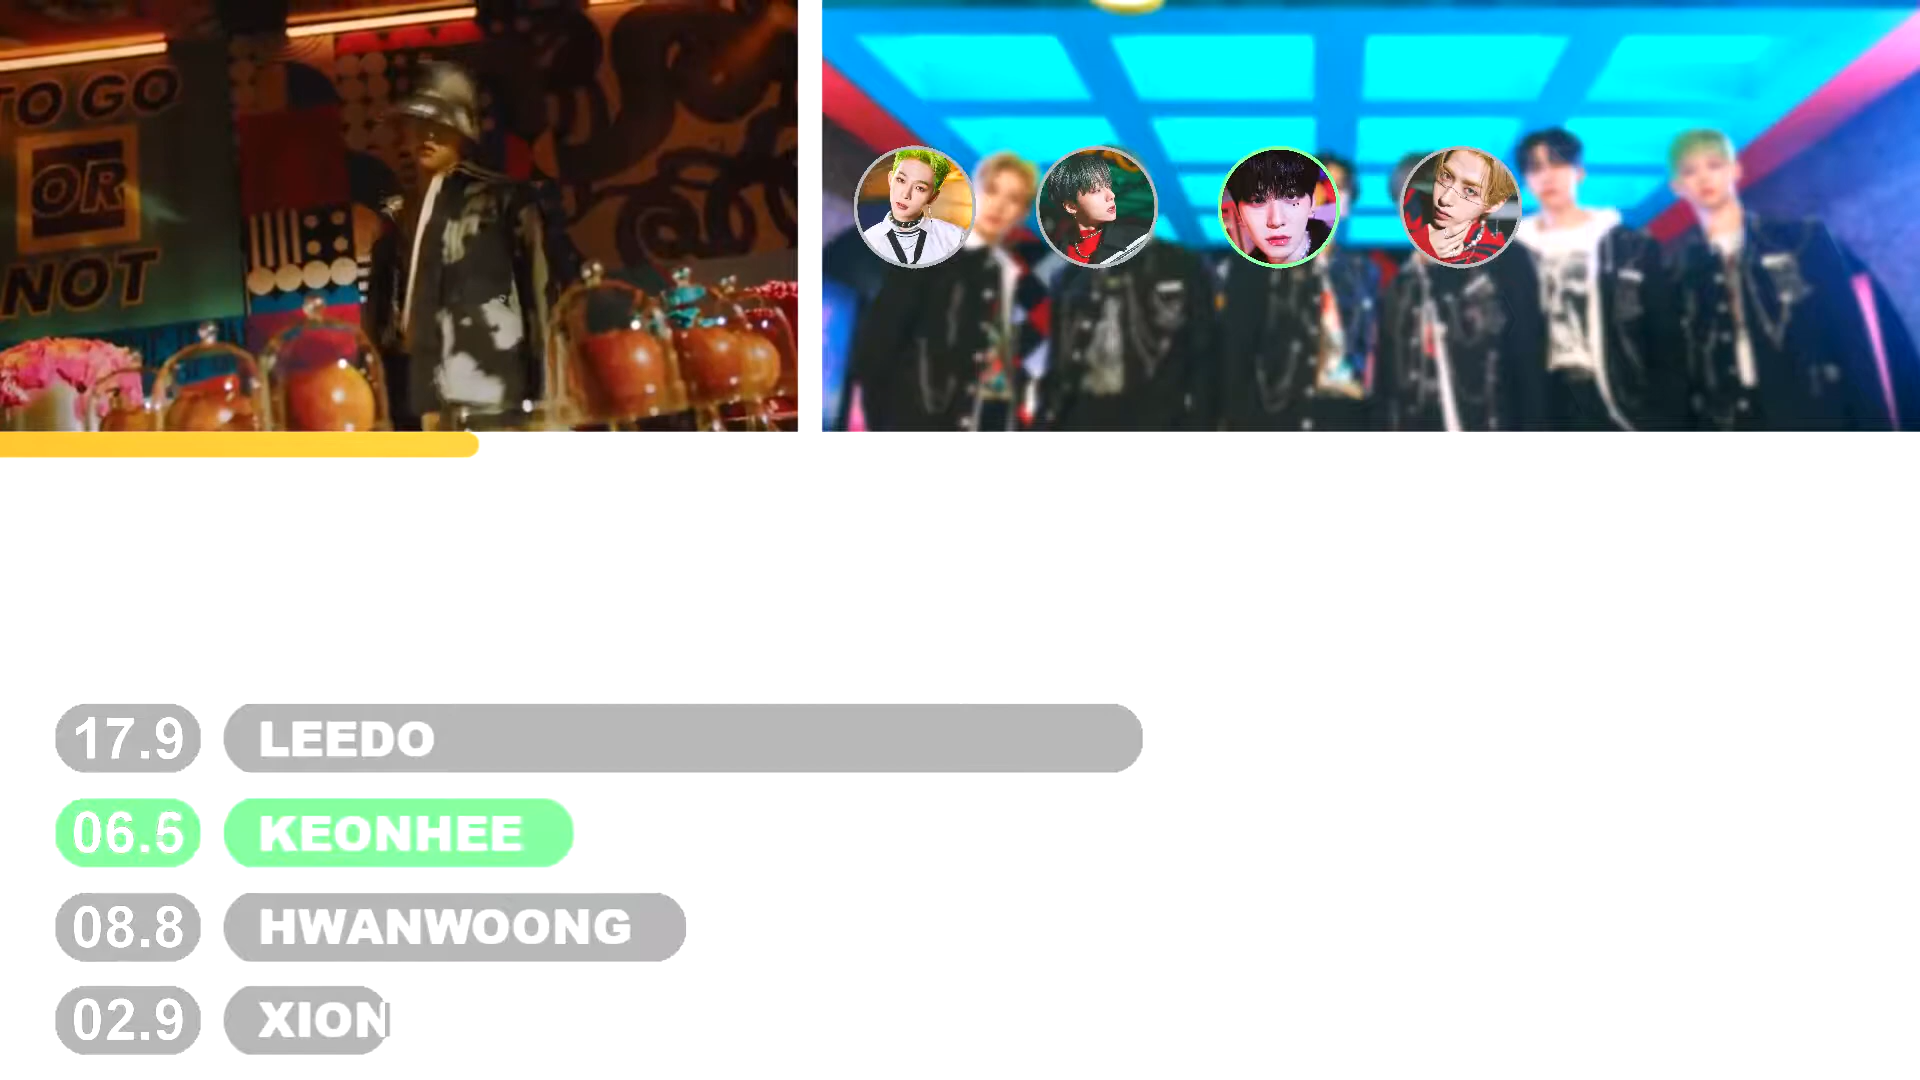 TO GO
OR
NOT
17.9 LEEDO
06.5 KEONHEE
08.8 HWANWOONG
02.9 XION